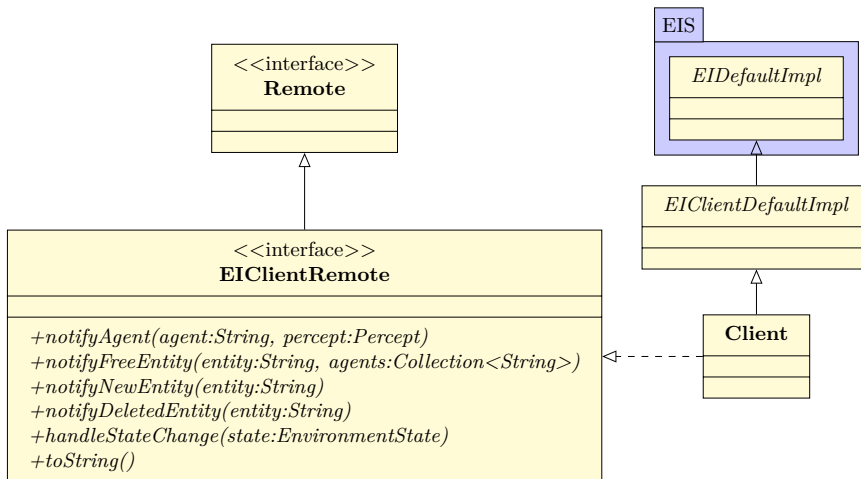 EIS
<<interface>>
Remote
EIDefaultImpl
EIClientDefaultImpl
<<interface>>
EIClientRemote
Client
+notifyAgent(agent:String, percept:Percept)
+notifyFreeEntity(entity:String, agents:Collection<String>)
+notifyNewEntity(entity:String)
+notifyDeletedEntity(entity:String)
+handleStateChange(state:EnvironmentState)
+toString()